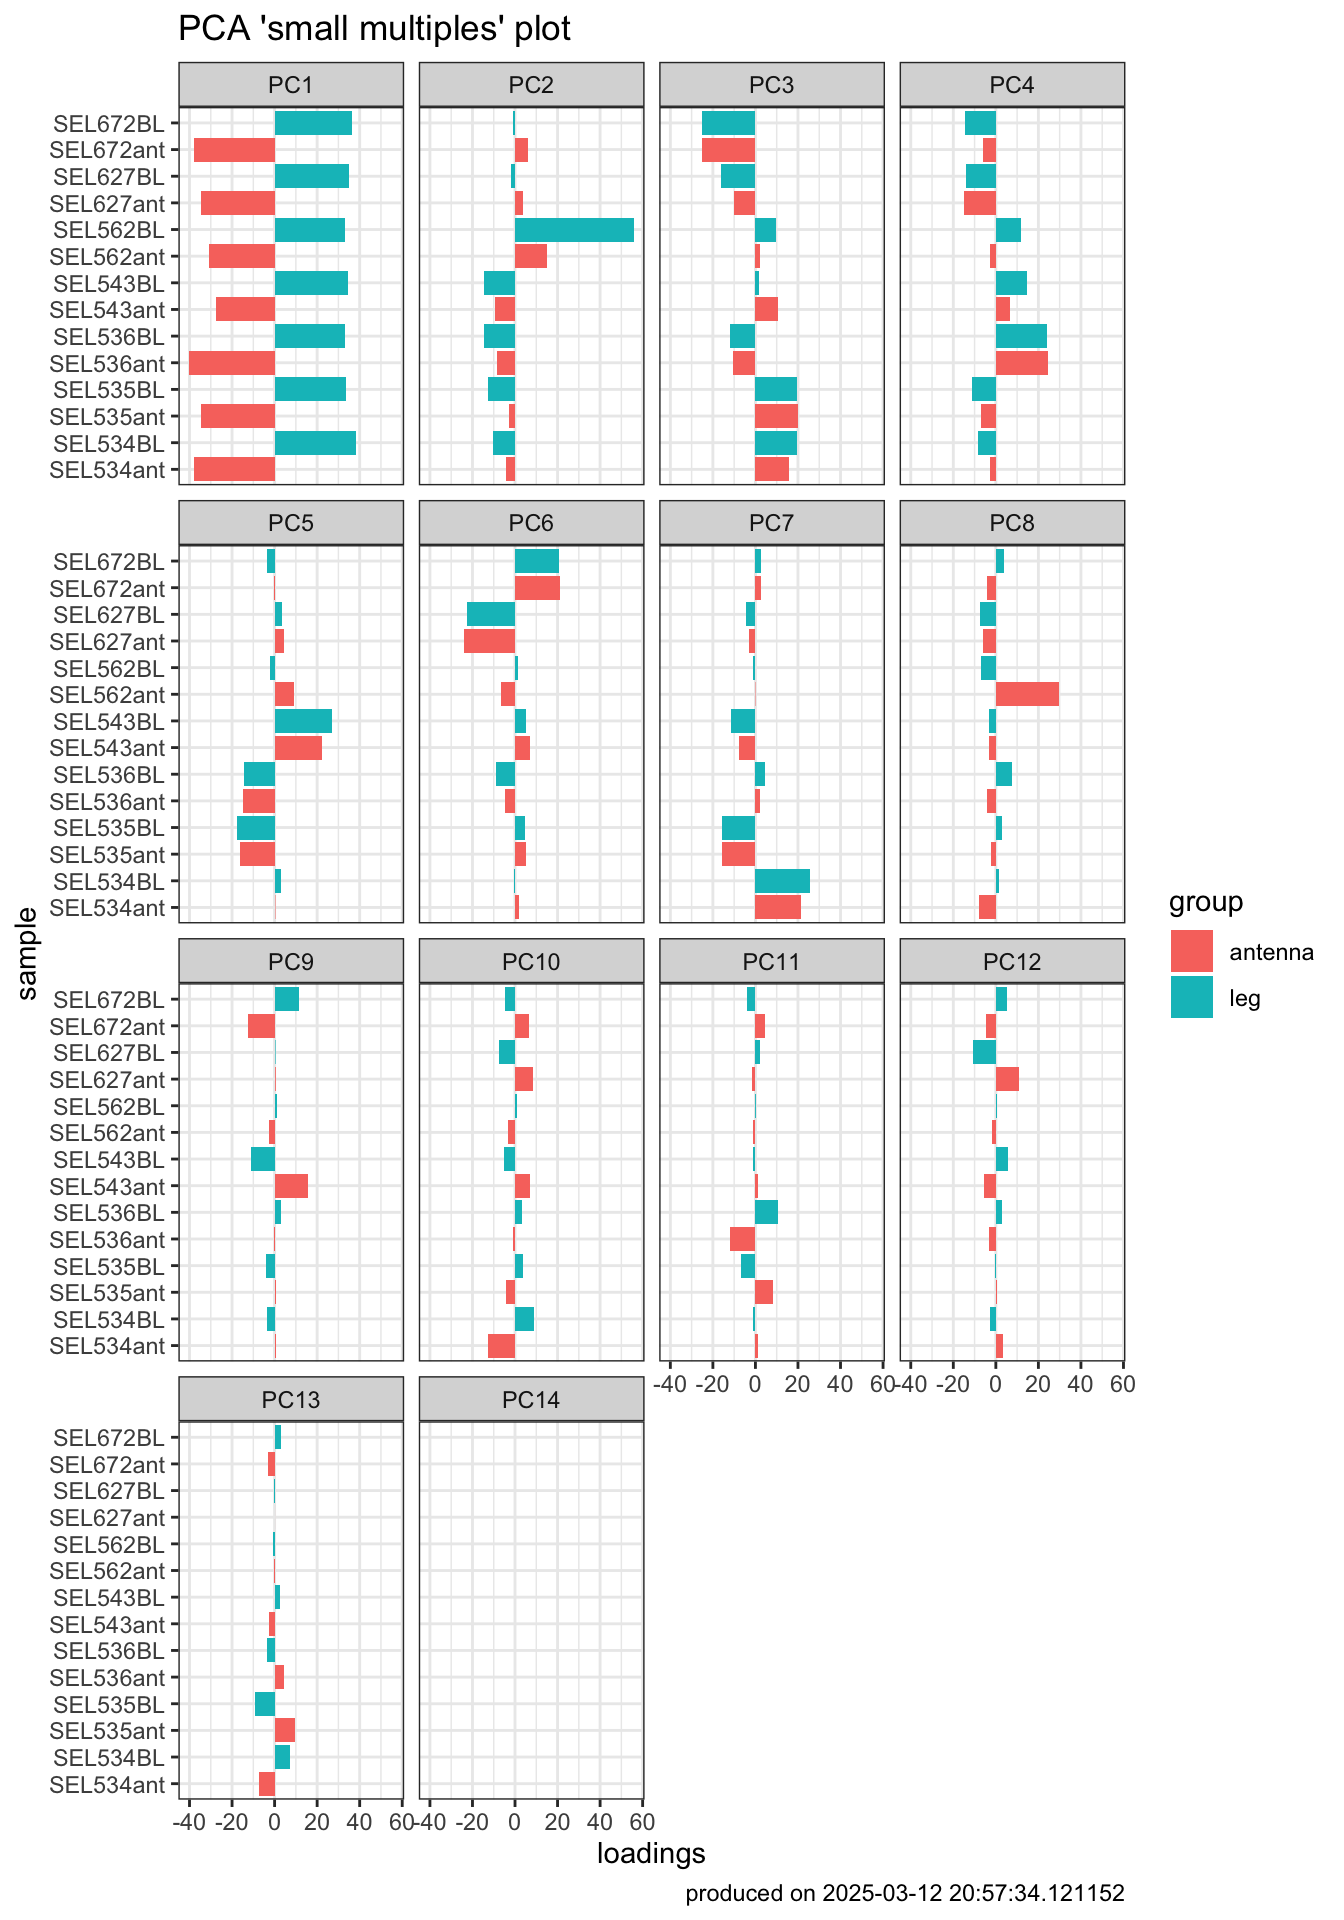 PCA 'small multiples' plot
PC1 PC2 PC3 PC4
SEL672BL
SEL672ant
SEL627BL
SEL627ant
SEL562BL
SEL562ant
SEL543BL
SEL543ant
SEL536BL
SEL536ant
SEL535BL
SEL535ant
SEL534BL
SEL534ant
PC5 PC6 PC7 PC8
SEL672BL
SEL672ant
SEL627BL
SEL627ant
SEL562BL
SEL562ant
SEL543BL
SEL543ant
SEL536BL
SEL536ant
SEL535BL
SEL535ant
SEL534BL
SEL534ant
sample
group
antenna
leg
PC9 PC10 PC11 PC12
SEL672BL
SEL672ant
SEL627BL
SEL627ant
SEL562BL
SEL562ant
SEL543BL
SEL543ant
SEL536BL
SEL536ant
SEL535BL
SEL535ant
SEL534BL
SEL534ant
-40 -20 0 20 40 60 -40 -20 0 20 40 60
PC13 PC14
SEL672BL
SEL672ant
SEL627BL
SEL627ant
SEL562BL
SEL562ant
SEL543BL
SEL543ant
SEL536BL
SEL536ant
SEL535BL
SEL535ant
SEL534BL
SEL534ant
-40 -20 0 20 40 60 -40 -20 0 20 40 60
loadings
produced on 2025-03-12 20:57:34.121152